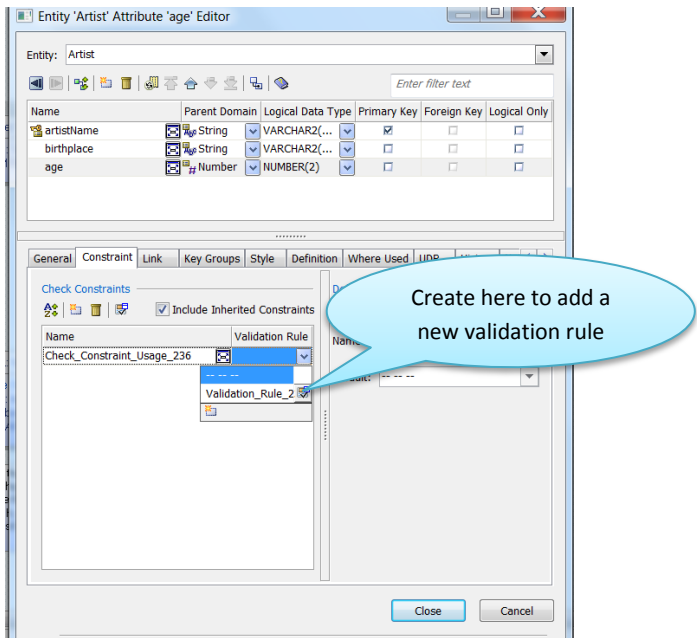 Entity 'Artist' Attribute 'age' Editor
Entity: Artist
Enter filter text
Name Parent Domain Logical Data Type Primary Key Foreign Key Logical Only
artistName String VARCHAR2(...
birthplace String VARCHAR2(...
age Number NUMBER(2)
General Constraint Link Key Groups Style Definition Where Used UDP
Check Constraints
Include Inherited Constraints
Name Validation Rule
Check_Constraint_Usage_236
-- -- --
Validation_Rule_2
-- -- --
Create here to add a
new validation rule
Close Cancel